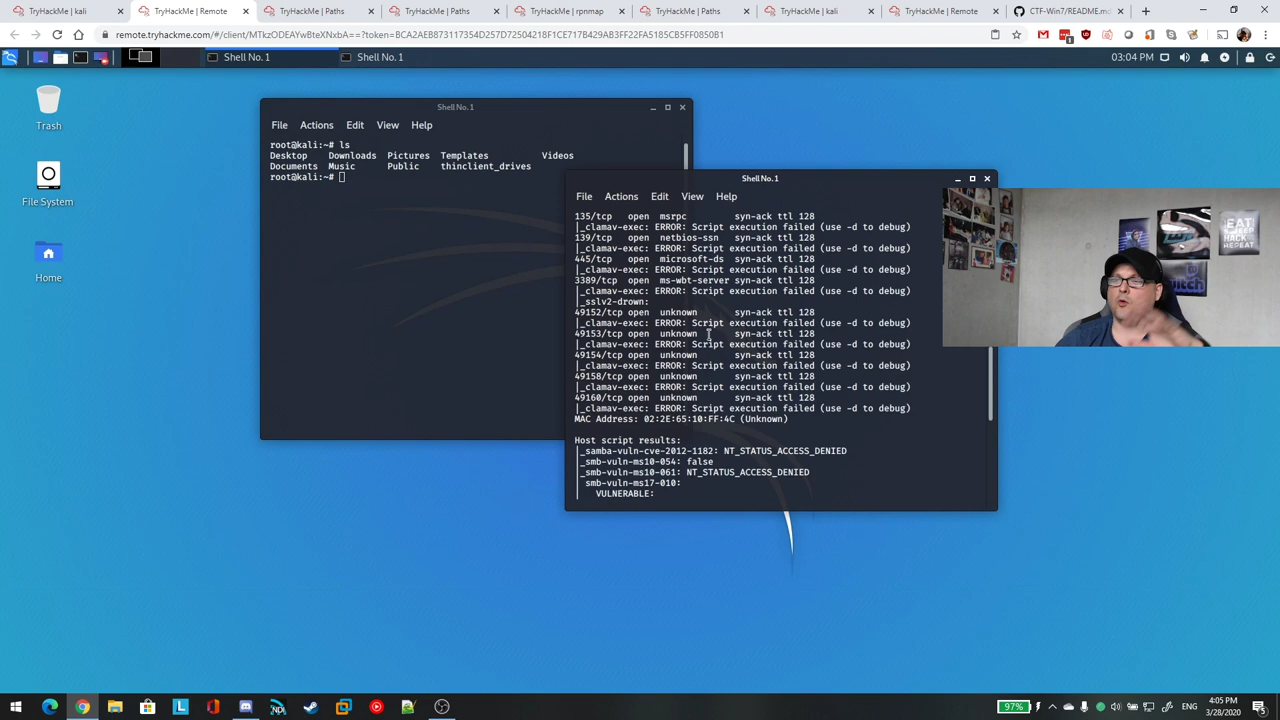 TryHackMe | kali
TryHackMe | Remote
TryHackMe | Paths
TryHackMe | Paths
TryHackMe | rpnmap
TryHackMe | Paths
TryHackMe | kali
TryHackMe | Remote
CTF-Win7/README.m
remote.tryhackme.com/#/client/MTkzODEAYwBteXNxbA==?token=BCA2AEB873117354D257D72504218F1CE717B429AB3FF22FA5185CB5FF0850B1
Shell No. 1
Shell No. 1
03:04 PM
Trash
File System
Home
Shell No. 1
File Actions Edit View Help
root@kali:~# ls
Desktop Downloads Pictures Templates Videos
Documents Music Public thinclient_drives
root@kali:~#
Shell No. 1
File Actions Edit View Help
135/tcp open msrpc syn-ack ttl 128
|_clamav-exec: ERROR: Script execution failed (use -d to debug)
139/tcp open netbios-ssn syn-ack ttl 128
|_clamav-exec: ERROR: Script execution failed (use -d to debug)
445/tcp open microsoft-ds syn-ack ttl 128
|_clamav-exec: ERROR: Script execution failed (use -d to debug)
3389/tcp open ms-wbt-server syn-ack ttl 128
|_clamav-exec: ERROR: Script execution failed (use -d to debug)
|_sslv2-drown:
49152/tcp open unknown syn-ack ttl 128
|_clamav-exec: ERROR: Script execution failed (use -d to debug)
49153/tcp open unknown syn-ack ttl 128
|_clamav-exec: ERROR: Script execution failed (use -d to debug)
49154/tcp open unknown syn-ack ttl 128
|_clamav-exec: ERROR: Script execution failed (use -d to debug)
49158/tcp open unknown syn-ack ttl 128
|_clamav-exec: ERROR: Script execution failed (use -d to debug)
49160/tcp open unknown syn-ack ttl 128
|_clamav-exec: ERROR: Script execution failed (use -d to debug)
MAC Address: 02:2E:65:10:FF:4C (Unknown)
Host script results:
|_samba-vuln-cve-2012-1182: NT_STATUS_ACCESS_DENIED
|_smb-vuln-ms10-054: false
|_smb-vuln-ms10-061: NT_STATUS_ACCESS_DENIED
| smb-vuln-ms17-010:
| VULNERABLE:
EAT
SLEEP
HACK
REPEAT
twitch
97%
4:05 PM
3/28/2020